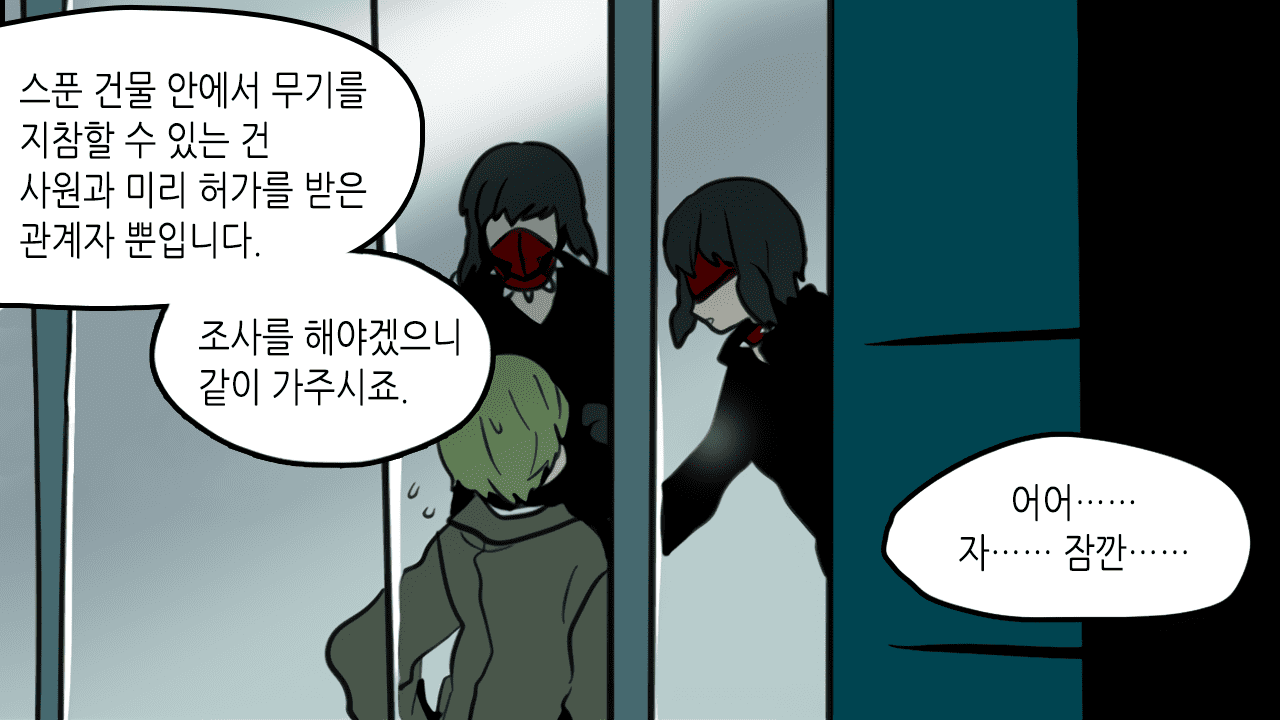 스푼 건물 안에서 무기를
지참할 수 있는 건
사원과 미리 허가를 받은
관계자 뿐입니다.
조사를 해야겠으니
같이 가주시죠.
어어……
자…… 잠깐……